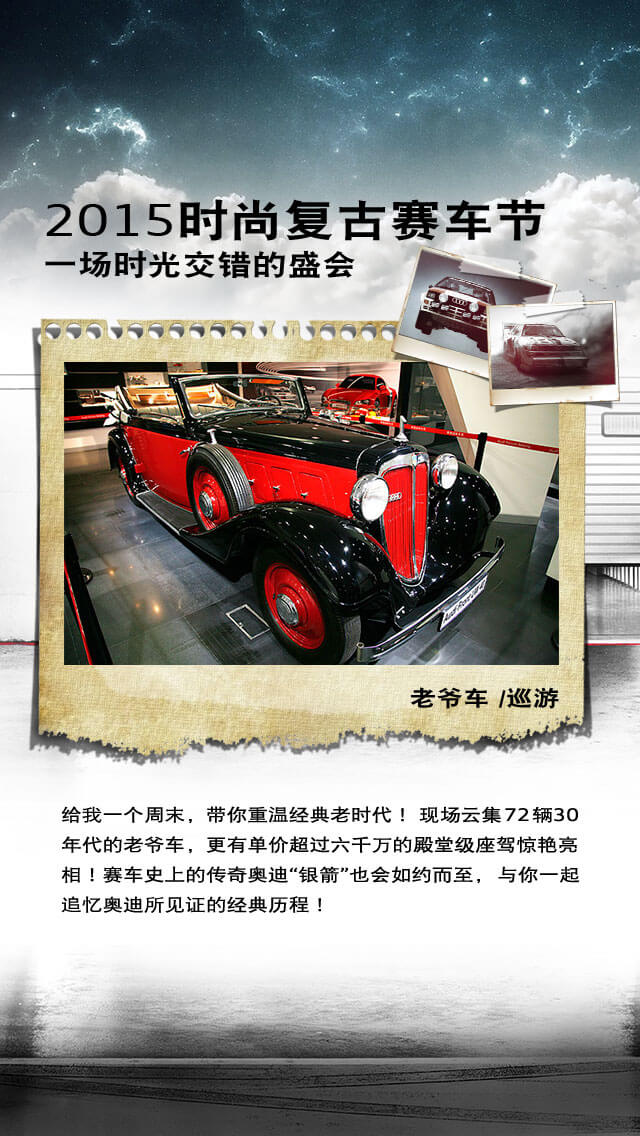 2015时尚复古赛车节
一场时光交错的盛会
老爷车 /巡游
给我一个周末，带你重温经典老时代！现场云集72辆30
年代的老爷车，更有单价超过六千万的殿堂级座驾惊艳亮
相！赛车史上的传奇奥迪“银箭”也会如约而至，与你一起
追忆奥迪所见证的经典历程！